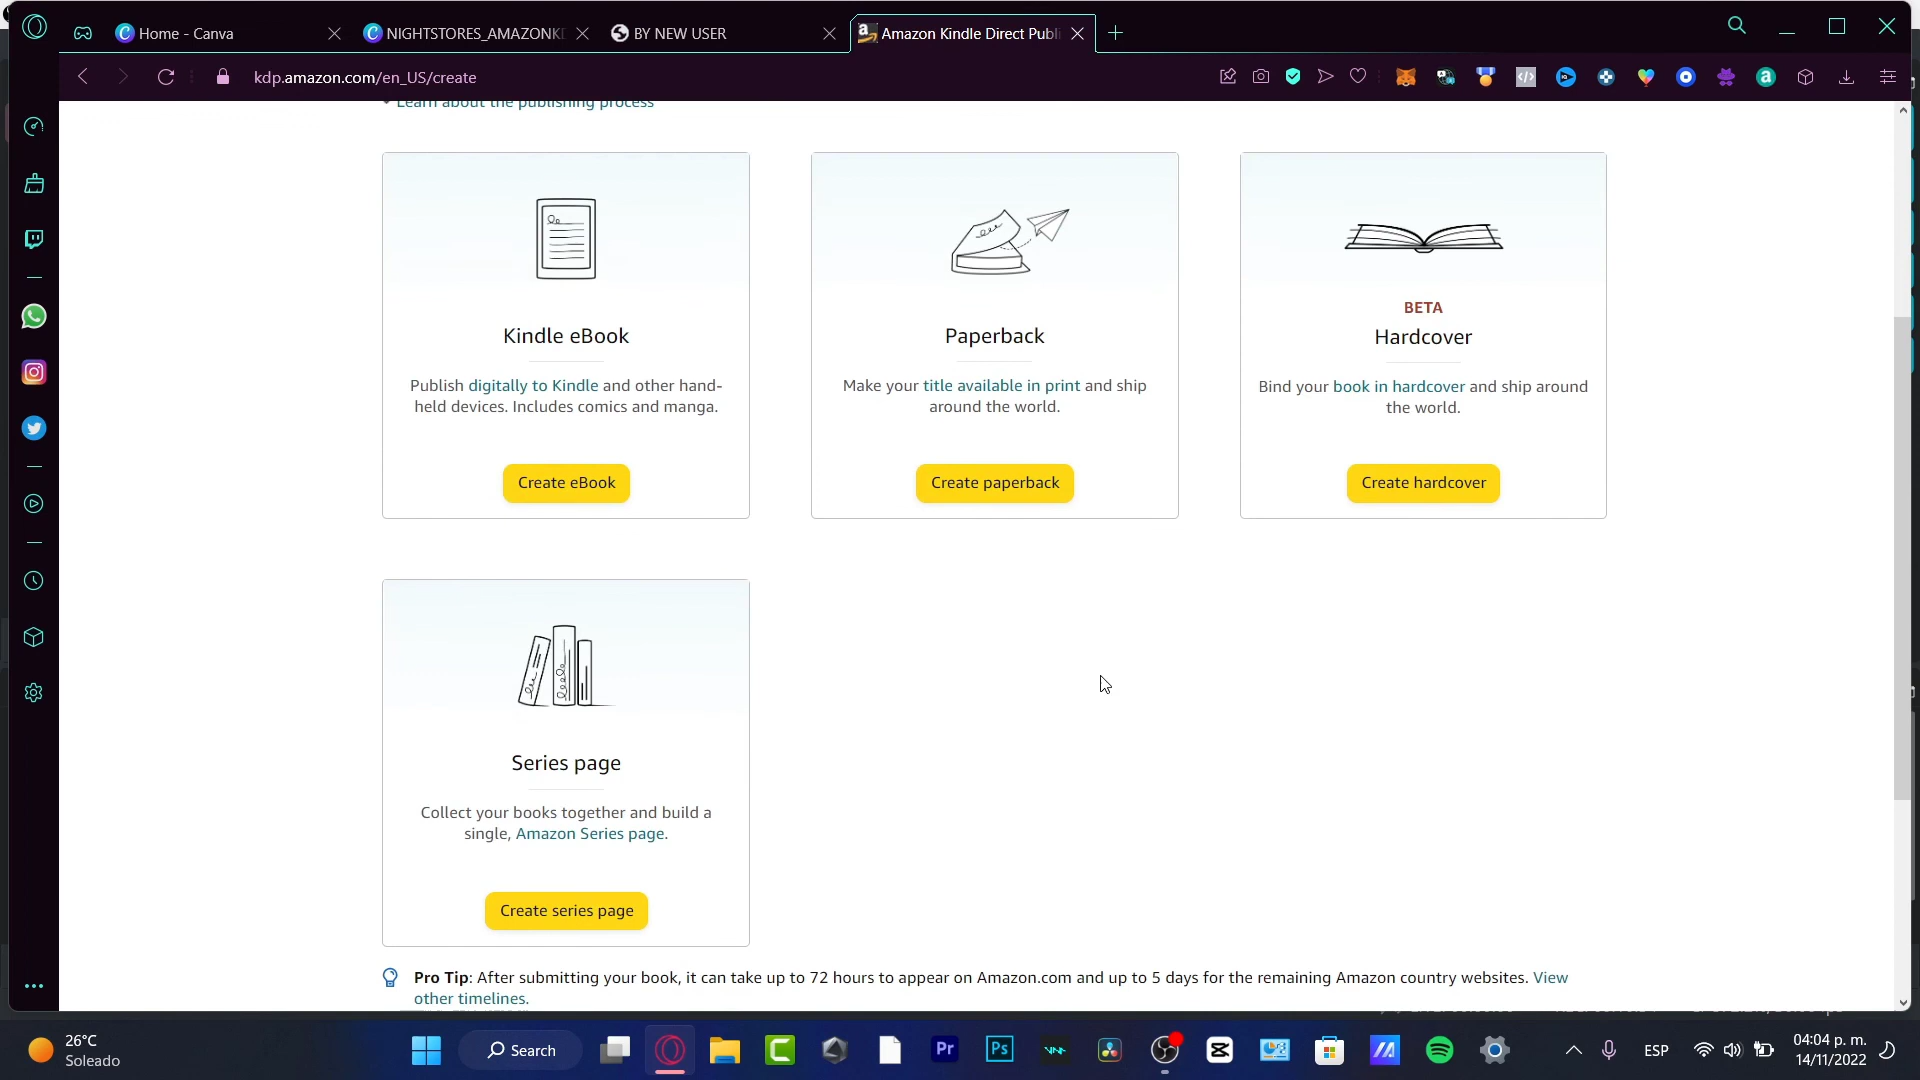 Home - Canva
NIGHTSTORES_AMAZONK
BY NEW USER
Amazon Kindle Direct Publi
kdp.amazon.com/en_US/create
Learn about the publishing process
Kindle eBook
Publish digitally to Kindle and other hand-
held devices. Includes comics and manga.
Create eBook
Paperback
Make your title available in print and ship
around the world.
Create paperback
BETA
Hardcover
Bind your book in hardcover and ship around
the world.
Create hardcover
Series page
Collect your books together and build a
single, Amazon Series page.
Create series page
Pro Tip: After submitting your book, it can take up to 72 hours to appear on Amazon.com and up to 5 days for the remaining Amazon country websites. View
other timelines.
26°C
Soleado
Search
Pr
Ps
ESP
04:04 p. m.
14/11/2022